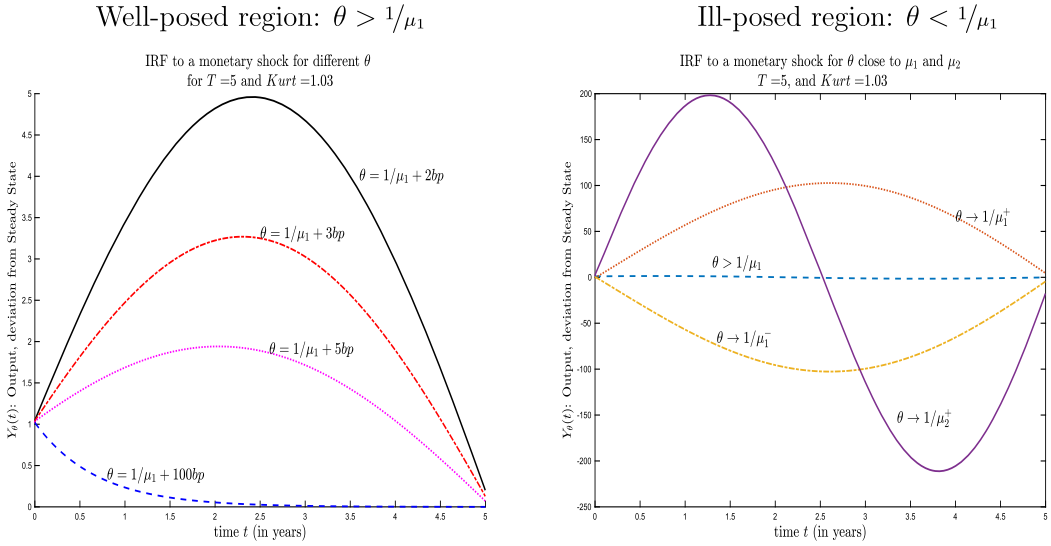 Well-posed region: θ > 1/μ₁
IRF to a monetary shock for different θ
for T =5 and Kurt =1.03
Y_θ(t): Output, deviation from Steady State
5
4.5
4
3.5
3
2.5
2
1.5
1
0.5
0
θ = 1/μ₁ + 2bp
θ = 1/μ₁ + 3bp
θ = 1/μ₁ + 5bp
θ = 1/μ₁ + 100bp
0 0.5 1 1.5 2 2.5 3 3.5 4 4.5 5
time t (in years)
Ill-posed region: θ < 1/μ₁
IRF to a monetary shock for θ close to μ₁ and μ₂
T =5, and Kurt =1.03
Y_θ(t): Output, deviation from Steady State
200
150
100
50
0
-50
-100
-150
-200
-250
θ → 1/μ₁⁺
θ > 1/μ₁
θ → 1/μ₁⁻
θ → 1/μ₂⁺
0 0.5 1 1.5 2 2.5 3 3.5 4 4.5 5
time t (in years)